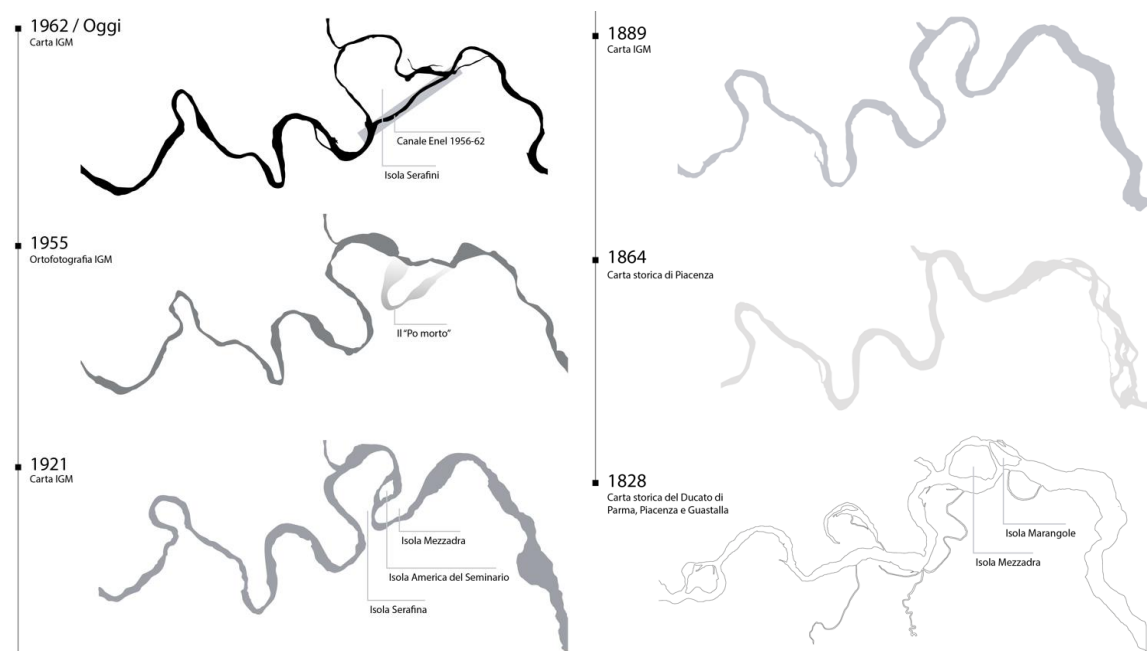 1962 / Oggi
Carta IGM
Canale Enel 1956-62
Isola Serafini
1955
Ortofotografia IGM
Il “Po morto”
1921
Carta IGM
Isola Mezzadra
Isola America del Seminario
Isola Serafina
1889
Carta IGM
1864
Carta storica di Piacenza
1828
Carta storica del Ducato di
Parma, Piacenza e Guastalla
Isola Marangole
Isola Mezzadra